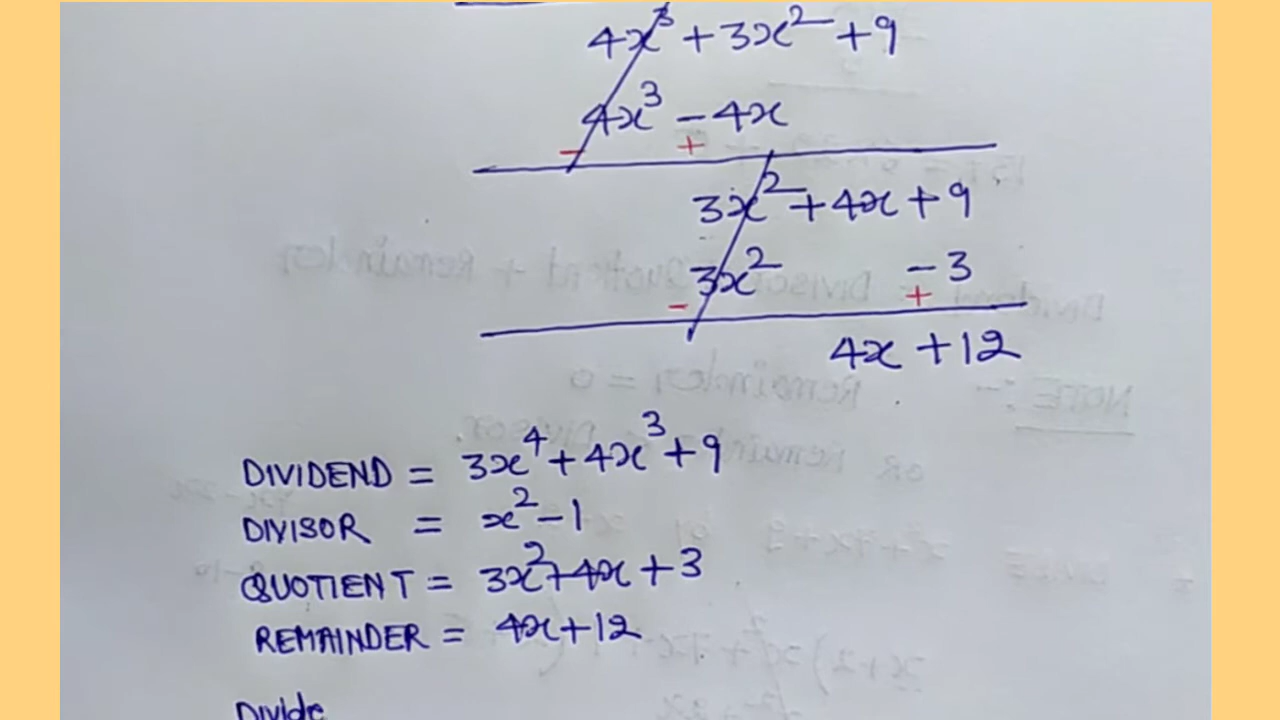 4x³ + 3x² + 9
4x³ - 4x
- +
3x² + 4x + 9
3x² - 3
- +
4x + 12
DIVIDEND = 3x⁴ + 4x³ + 9
DIVISOR = x² - 1
QUOTIENT = 3x² + 4x + 3
REMAINDER = 4x + 12
Divide